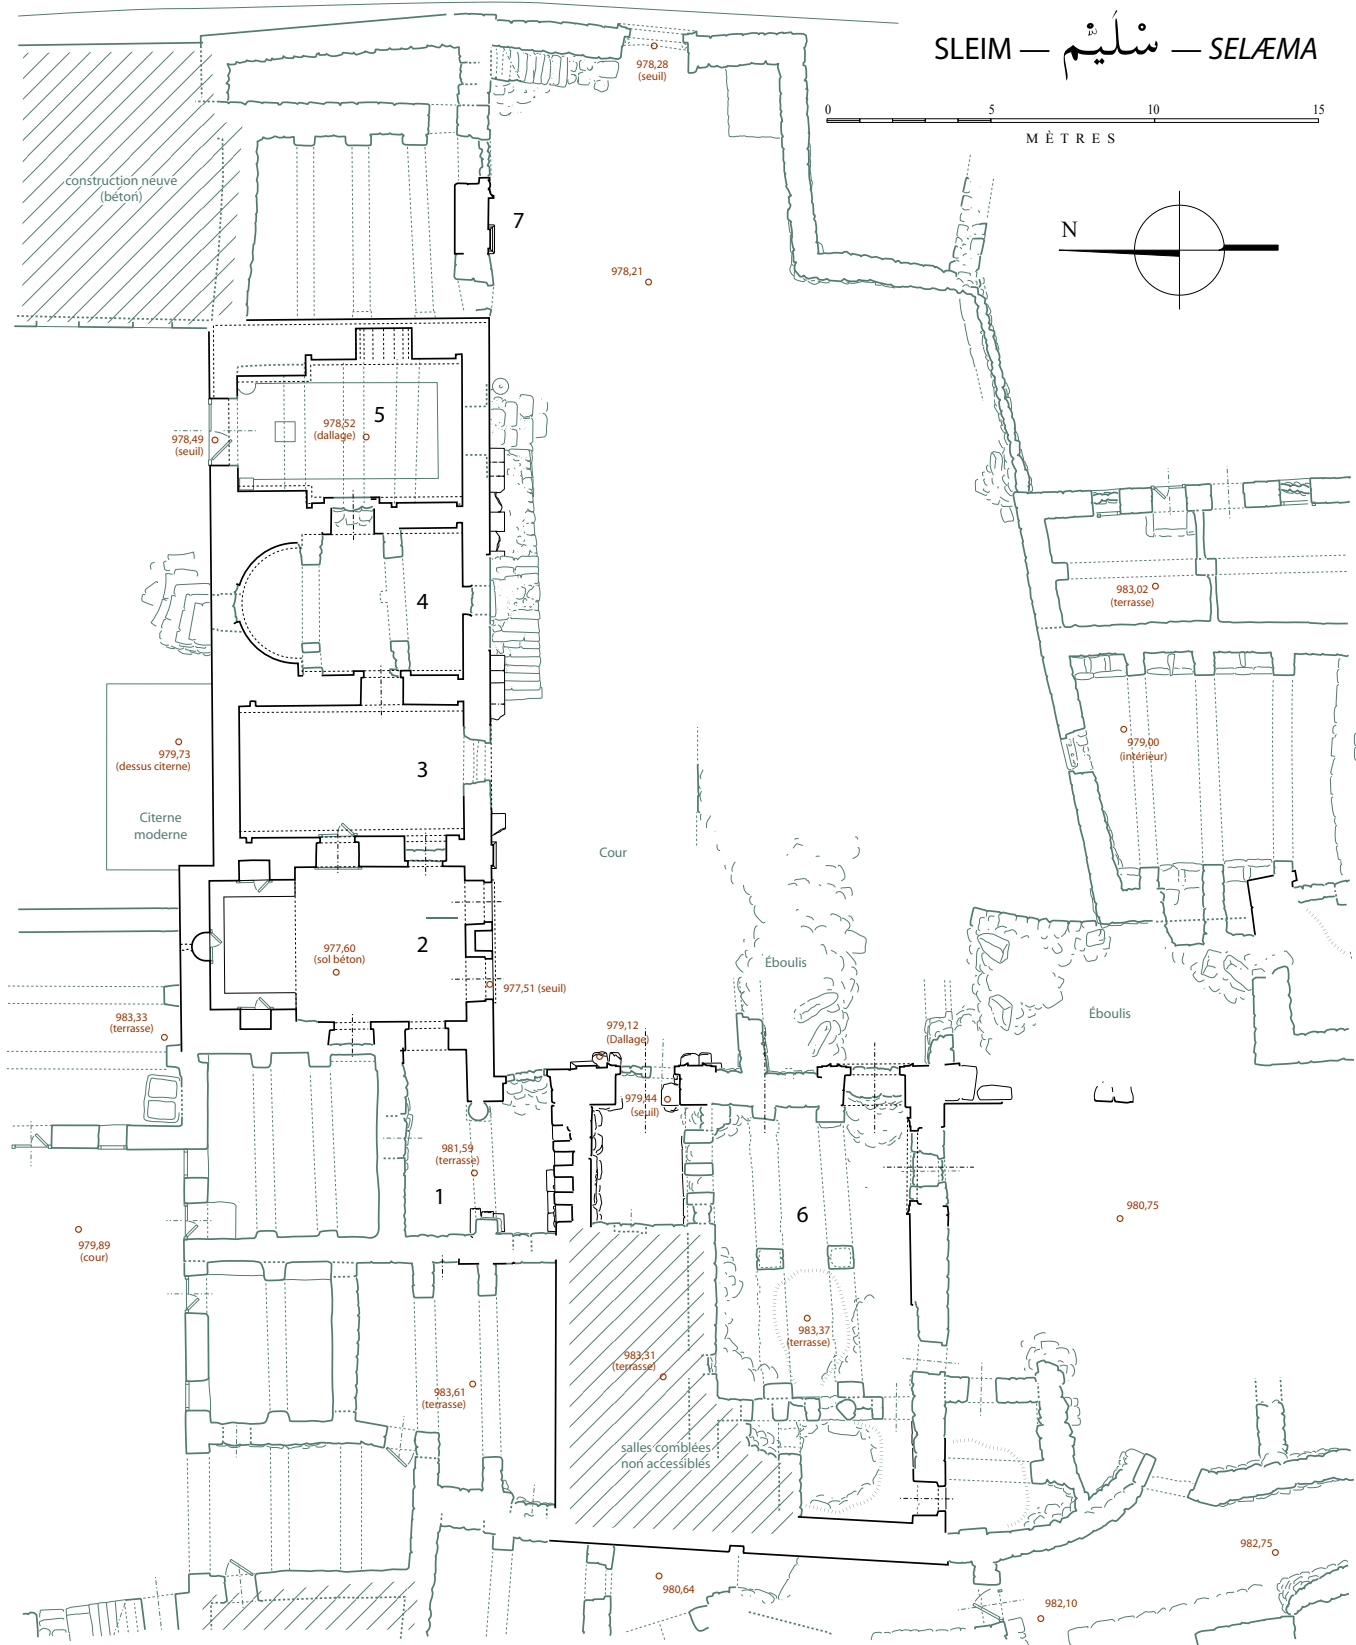 SLEIM — سْلَيِّم — SELÆMA
0 5 10 15
MÈTRES
N
978,28
(seuil)
construction neuve
(béton)
7
978,21
5
978,52
(dallage)
978,49
(seuil)
4
983,02
(terrasse)
3
979,73
(dessus citerne)
979,00
(intérieur)
Citerne
moderne
Cour
2
977,60
(sol béton)
977,51 (seuil)
Éboulis
Éboulis
983,33
(terrasse)
979,12
(Dallage)
979,44
(seuil)
981,59
(terrasse)
1
6
980,75
979,89
(cour)
983,37
(terrasse)
983,31
(terrasse)
983,61
(terrasse)
salles comblées
non accessibles
982,75
980,64
982,10